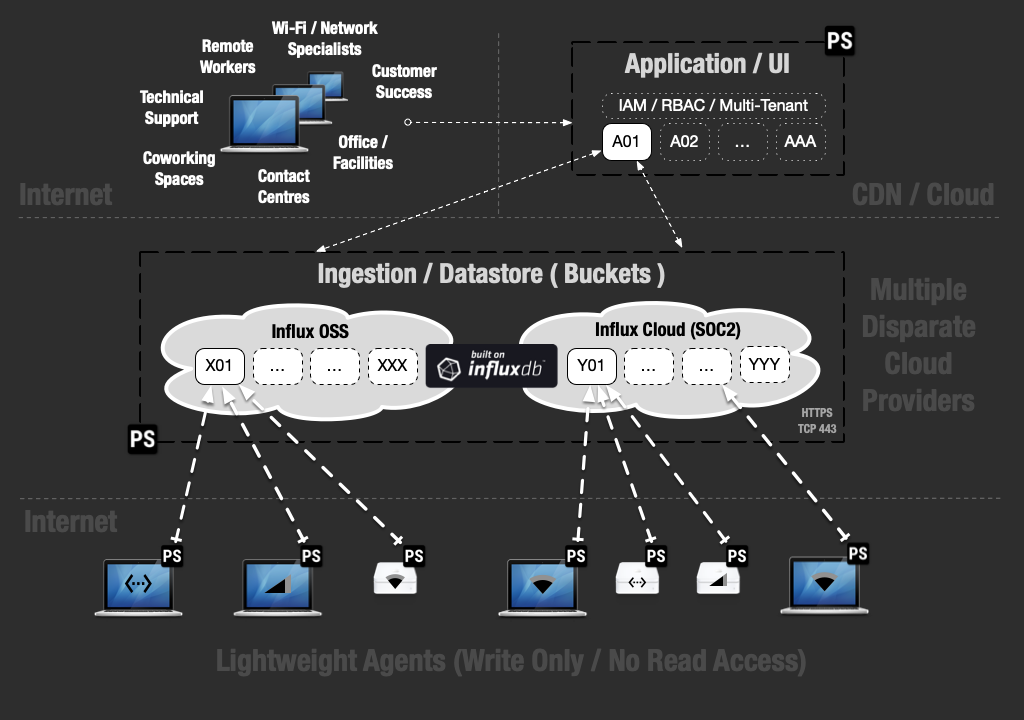 Wi-Fi / Network
Specialists
Remote
Workers
Customer
Success
Technical
Support
Office /
Facilities
Coworking
Spaces
Contact
Centres
Internet
PS
Application / UI
IAM / RBAC / Multi-Tenant
A01
A02
...
AAA
CDN / Cloud
Ingestion / Datastore ( Buckets )
Influx OSS
X01
...
...
XXX
built on
influxdb™
Influx Cloud (SOC2)
Y01
...
...
YYY
HTTPS
TCP 443
PS
Multiple
Disparate
Cloud
Providers
Internet
PS
PS
PS
PS
PS
PS
PS
Lightweight Agents (Write Only / No Read Access)